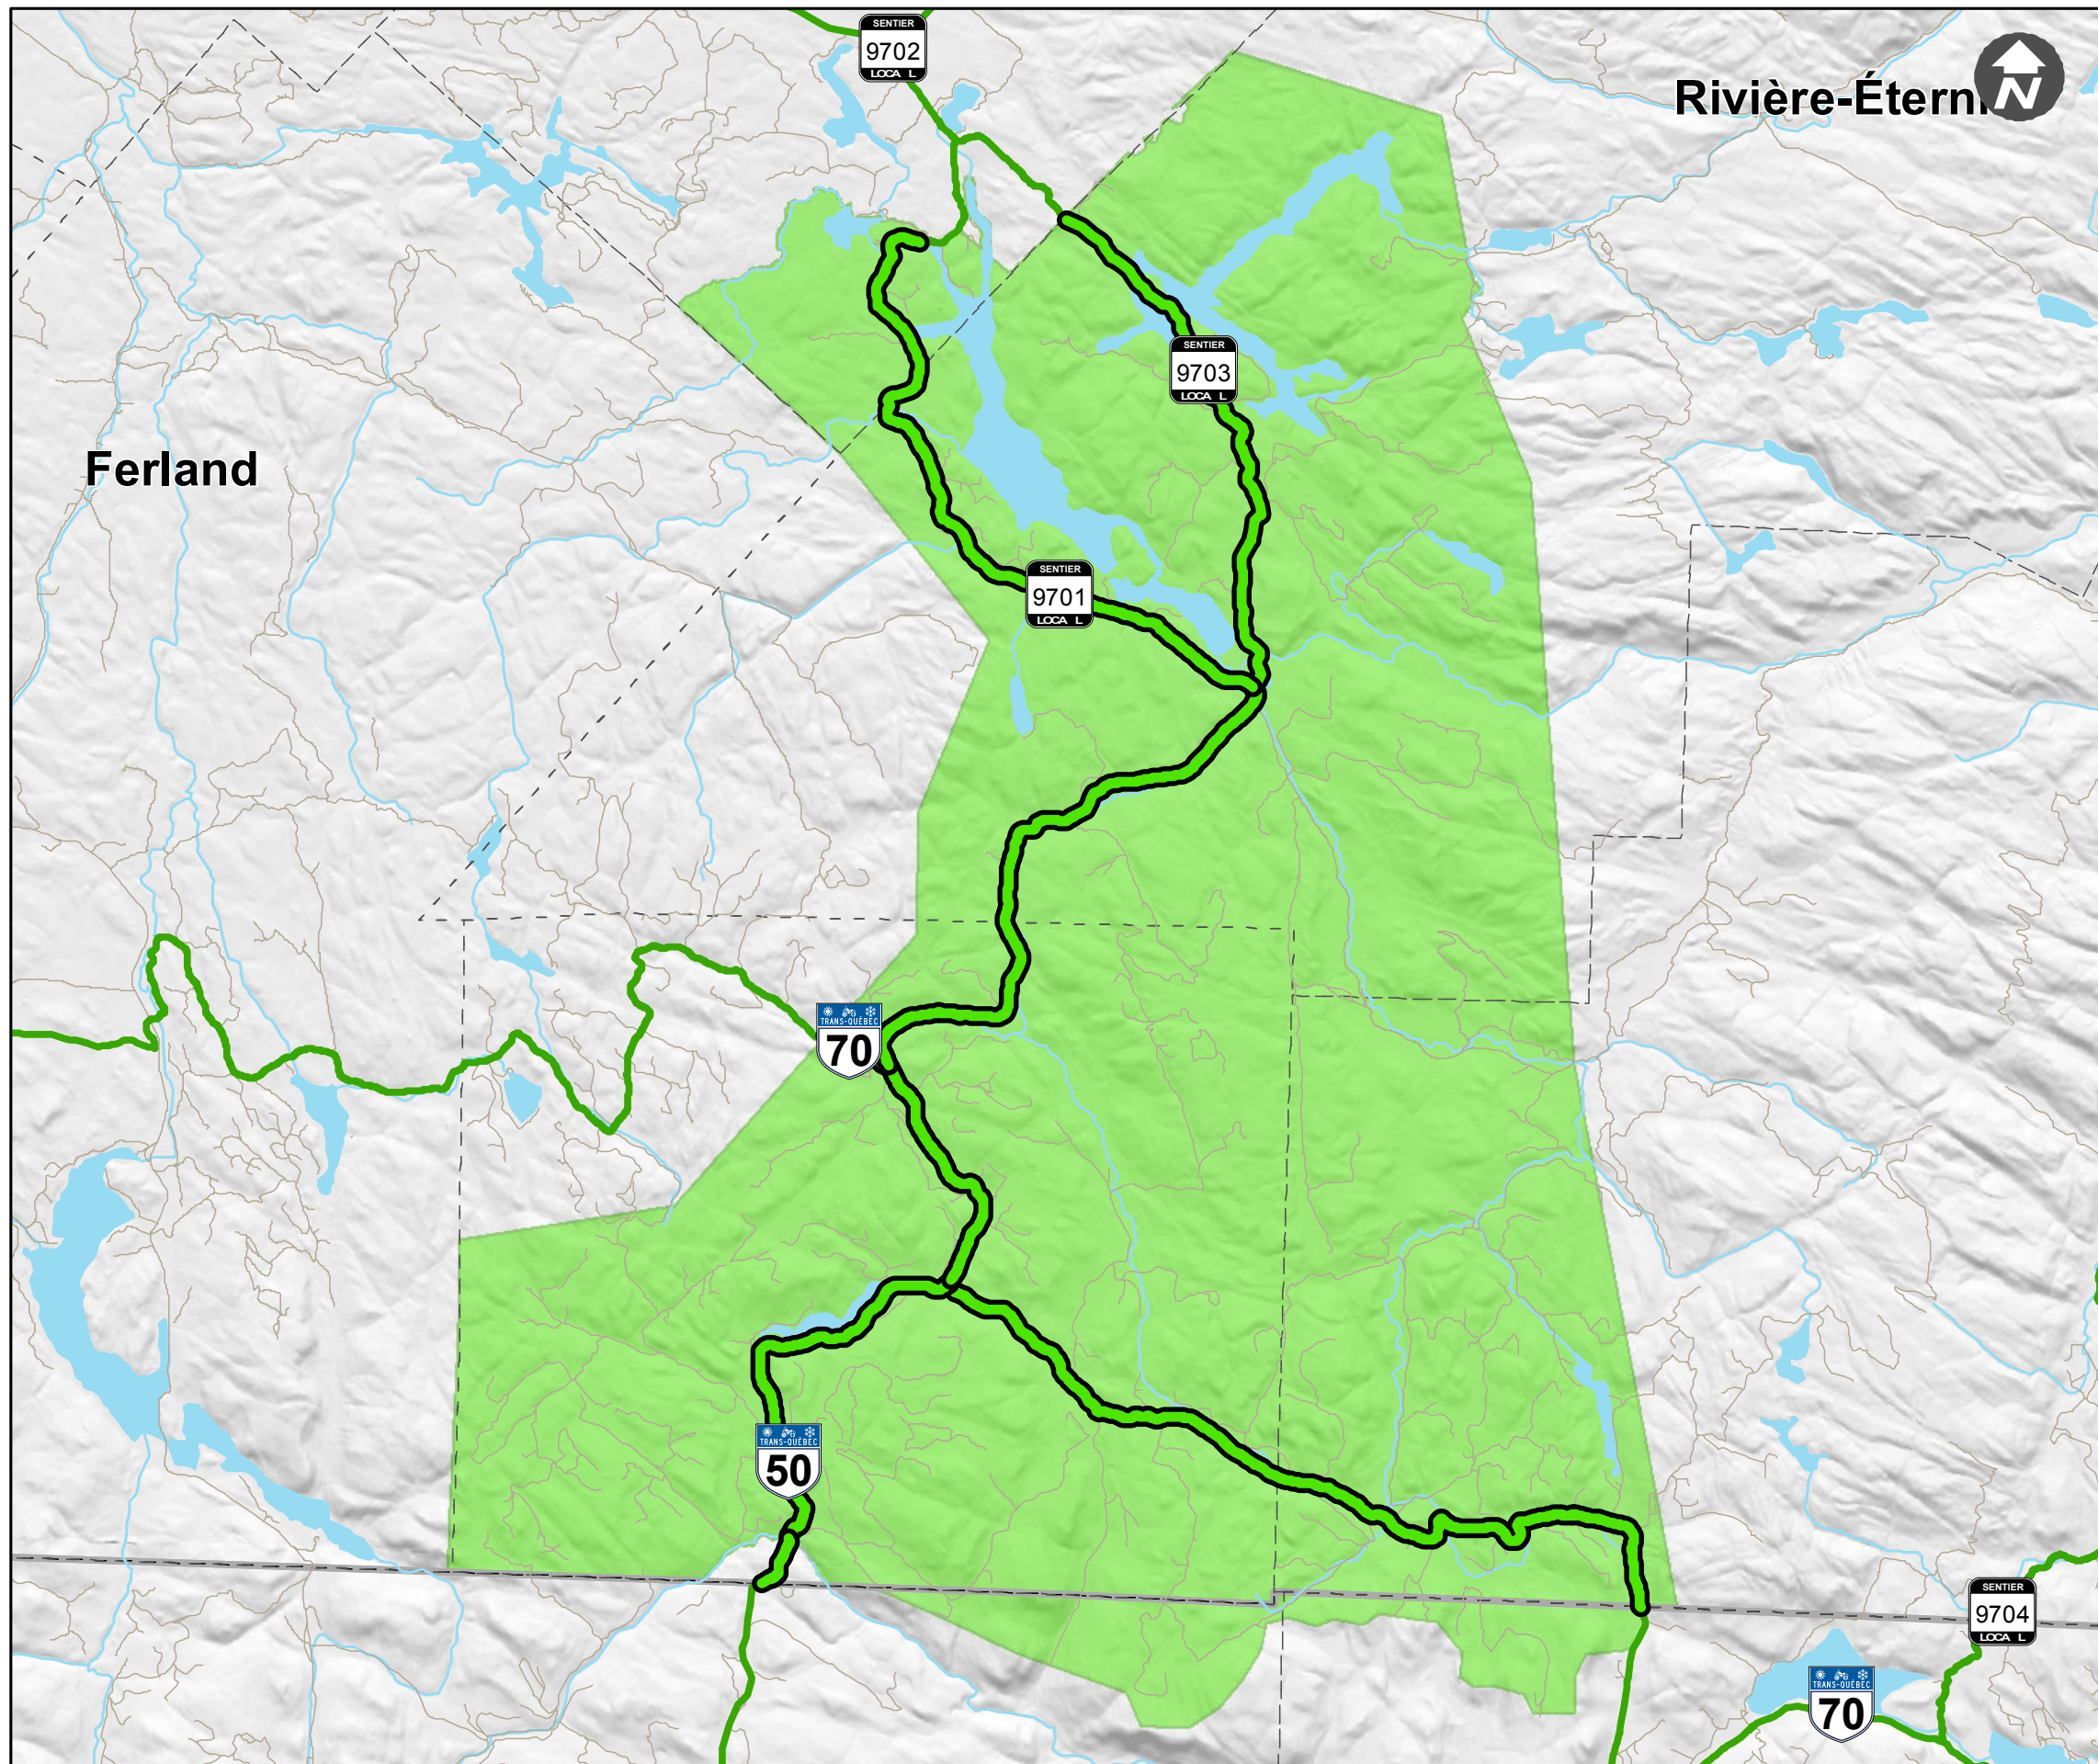 SENTIER
9702
LOCA L
Rivière-Éterni
N
SENTIER
9703
LOCA L
Ferland
SENTIER
9701
LOCA L
TRANS-QUÉBEC
70
TRANS-QUÉBEC
50
SENTIER
9704
LOCA L
TRANS-QUÉBEC
70